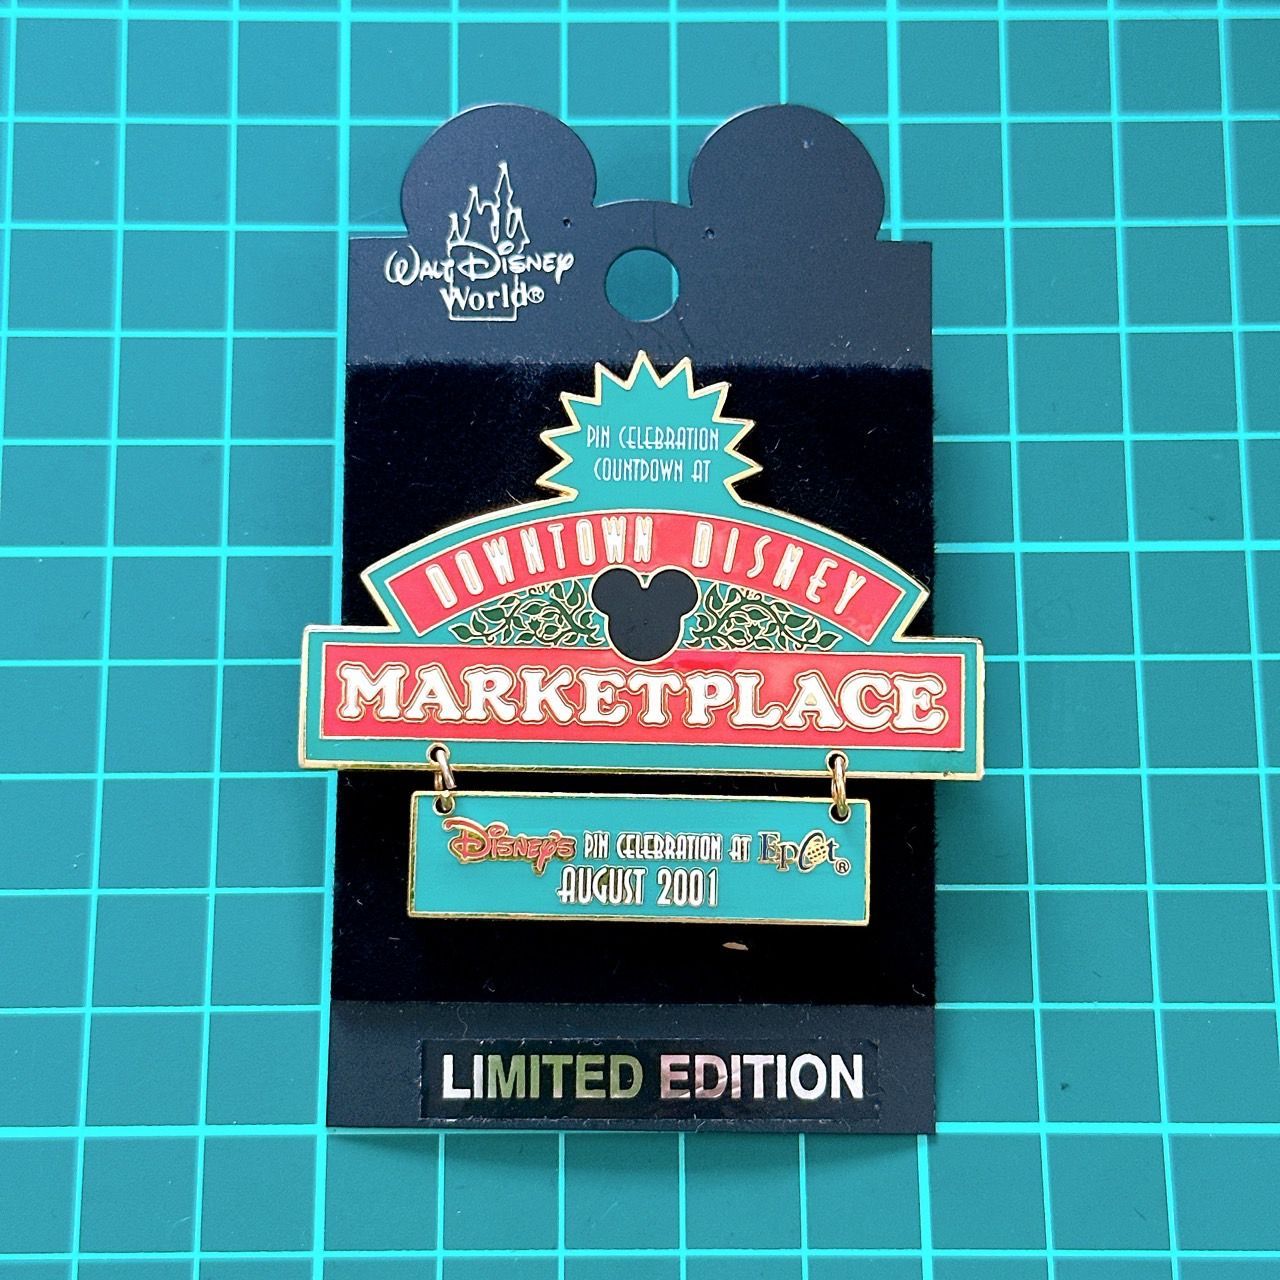 WALT DISNEY
World®
PIN CELEBRATION
COUNTDOWN AT
DOWNTOWN DISNEY
MARKETPLACE
DISNEY'S PIN CELEBRATION AT Epcot®
AUGUST 2001
LIMITED EDITION